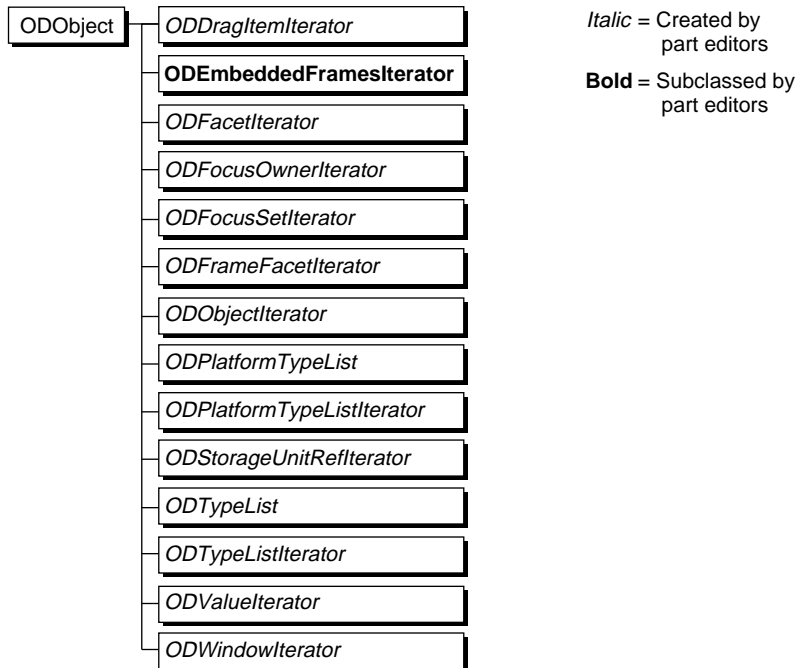 ODObject
ODDragItemIterator
ODEmbeddedFramesIterator
ODFacetIterator
ODFocusOwnerIterator
ODFocusSetIterator
ODFrameFacetIterator
ODObjectIterator
ODPlatformTypeList
ODPlatformTypeListIterator
ODStorageUnitRefIterator
ODTypeList
ODTypeListIterator
ODValueIterator
ODWindowIterator
Italic = Created by
part editors
Bold = Subclassed by
part editors